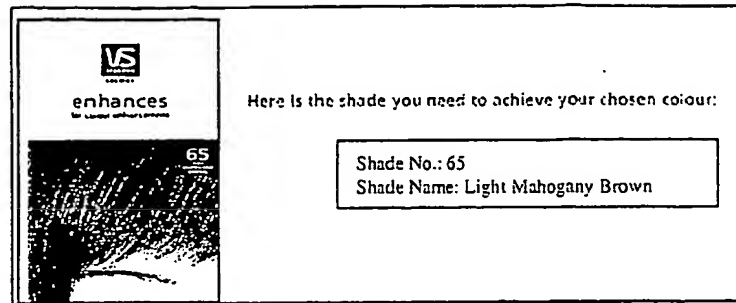 VS
enhances
65
Here is the shade you need to achieve your chosen colour:
Shade No.: 65
Shade Name: Light Mahogany Brown